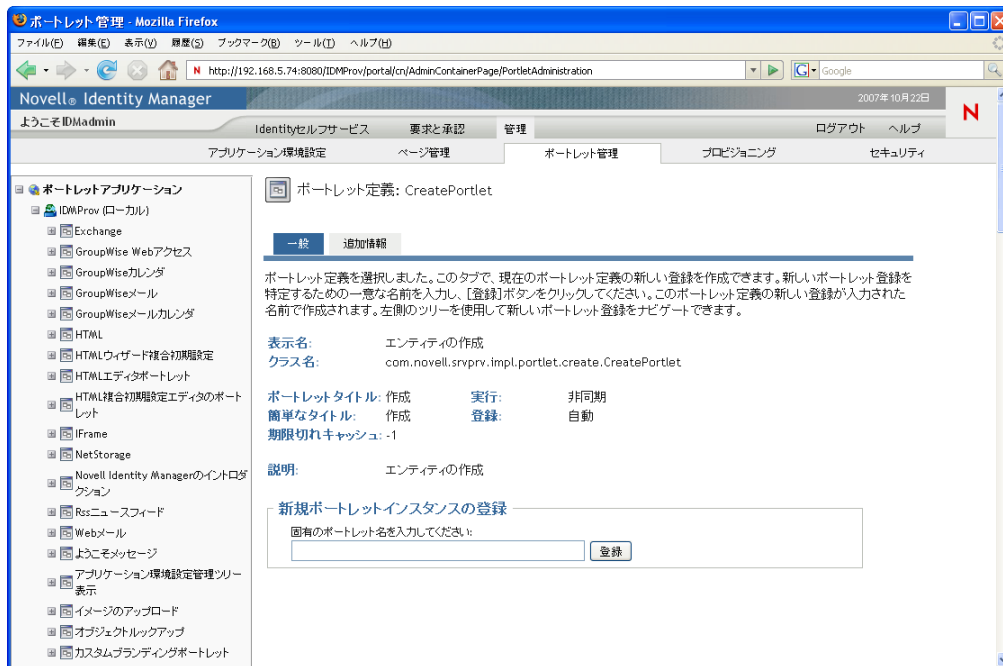 ポートレット管理 - Mozilla Firefox
ファイル(F) 編集(E) 表示(V) 履歴(S) ブックマーク(B) ツール(T) ヘルプ(H)
http://192.168.5.74:8080/IDMProv/portal/cn/AdminContainerPage/PortletAdministration
Google
Novell® Identity Manager
2007年10月22日
N
ようこそIDMadmin
Identityセルフサービス 要求と承認 管理
ログアウト ヘルプ
アプリケーション環境設定 ページ管理 ポートレット管理 プロビジョニング セキュリティ
ポートレットアプリケーション
IDMProv (ローカル)
Exchange
GroupWise Webアクセス
GroupWiseカレンダ
GroupWiseメール
GroupWiseメールカレンダ
HTML
HTMLウィザード複合初期設定
HTMLエディタポートレット
HTML複合初期設定エディタのポート
レット
IFrame
NetStorage
Novell Identity Managerのイントロダ
クション
Rssニュースフィード
Webメール
ようこそメッセージ
アプリケーション環境設定管理ツリー
表示
イメージのアップロード
オブジェクトルックアップ
カスタムブランディングポートレット
ポートレット定義: CreatePortlet
一般 追加情報
ポートレット定義を選択しました。このタブで、現在のポートレット定義の新しい登録を作成できます。新しいポートレット登録を
特定するための一意な名前を入力し、[登録]ボタンをクリックしてください。このポートレット定義の新しい登録が入力された
名前で作成されます。左側のツリーを使用して新しいポートレット登録をナビゲートできます。
表示名: エンティティの作成
クラス名: com.novell.srvprv.impl.portlet.create.CreatePortlet
ポートレットタイトル: 作成 実行: 非同期
簡単なタイトル: 作成 登録: 自動
期限切れキャッシュ: -1
説明: エンティティの作成
新規ポートレットインスタンスの登録
固有のポートレット名を入力してください:
登録